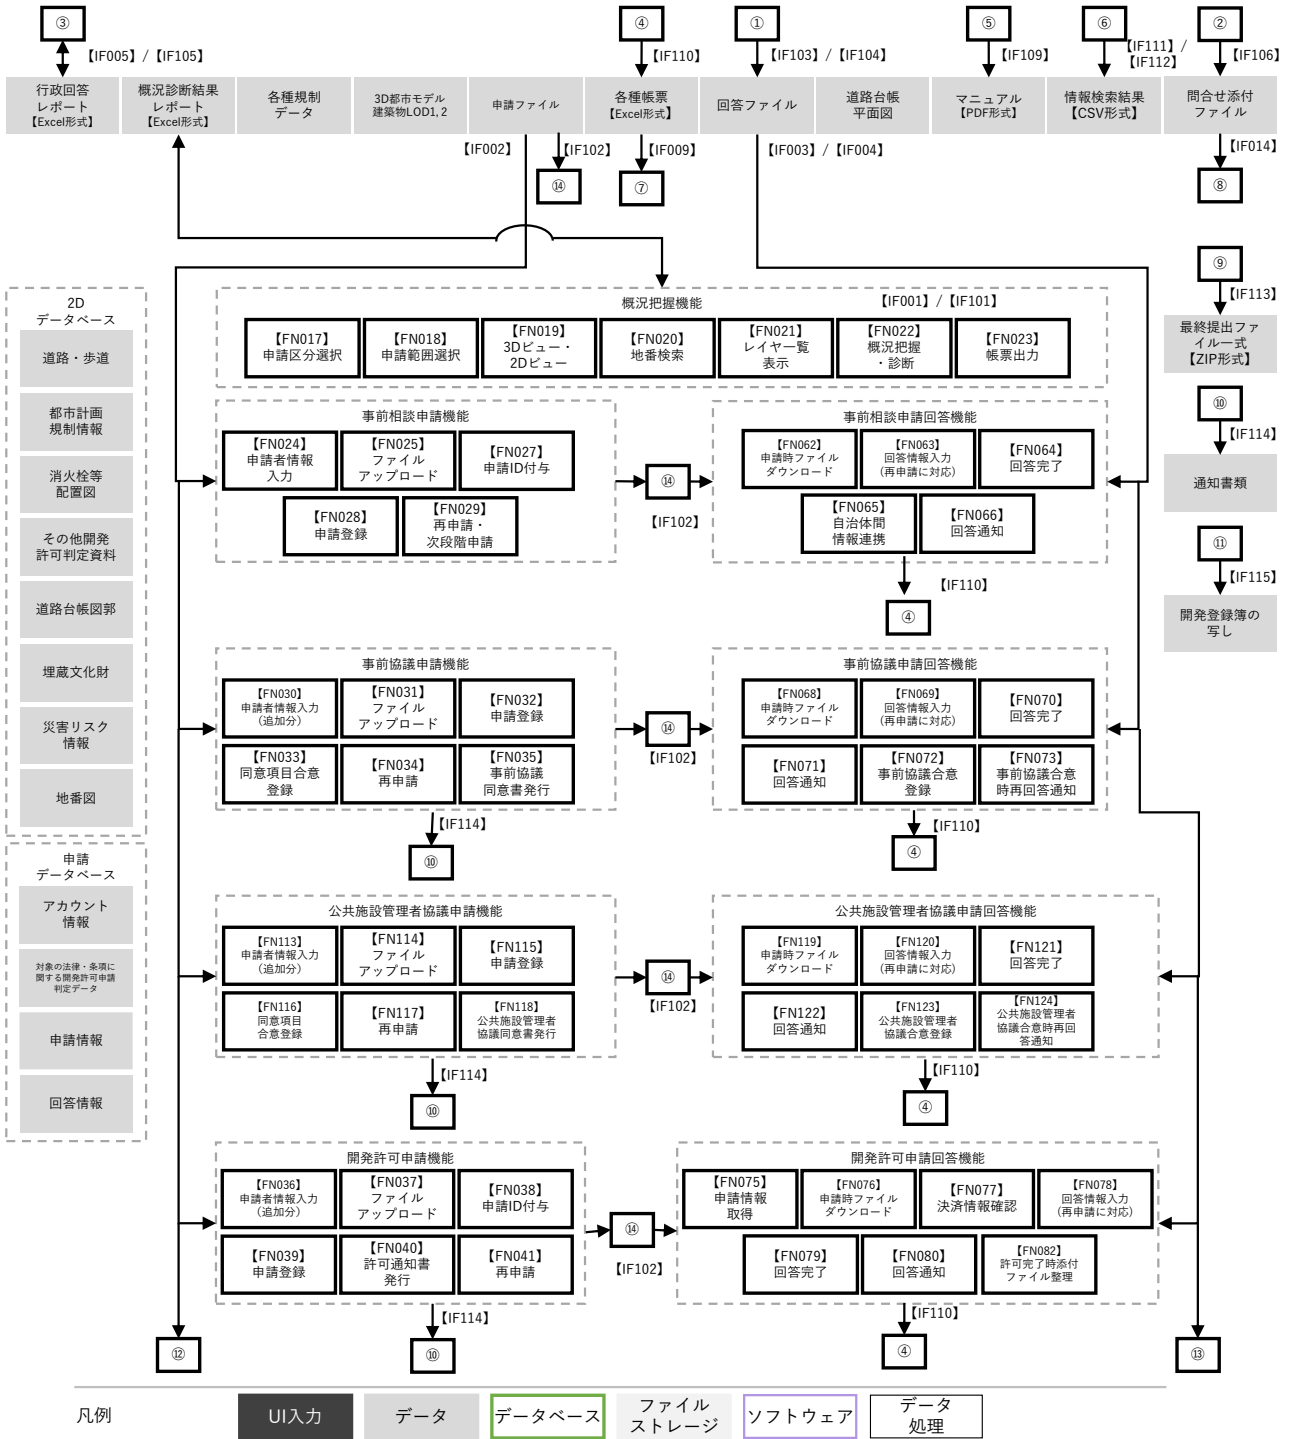 ③
④
①
⑤
⑥
②
【IF005】/【IF105】
【IF110】
【IF103】/【IF104】
【IF109】
【IF111】/
【IF112】
【IF106】
行政回答
レポート
【Excel形式】
概況診断結果
レポート
【Excel形式】
各種規制
データ
3D都市モデル
建築物LOD1, 2
申請ファイル
各種帳票
【Excel形式】
回答ファイル
道路台帳
平面図
マニュアル
【PDF形式】
情報検索結果
【CSV形式】
問合せ添付
ファイル
【IF002】
【IF102】
【IF009】
【IF003】/【IF004】
【IF014】
⑭
⑦
⑧
⑨
【IF113】
最終提出ファ
イル一式
【ZIP形式】
⑩
【IF114】
通知書類
⑪
【IF115】
開発登録簿の
写し
2D
データベース
道路・歩道
都市計画
規制情報
消火栓等
配置図
その他開発
許可判定資料
道路台帳図郭
埋蔵文化財
災害リスク
情報
地番図
申請
データベース
アカウント
情報
対象の法律・条項に
関する開発許可申請
判定データ
申請情報
回答情報
概況把握機能
【IF001】/【IF101】
【FN017】
申請区分選択
【FN018】
申請範囲選択
【FN019】
3Dビュー・
2Dビュー
【FN020】
地番検索
【FN021】
レイヤ一覧
表示
【FN022】
概況把握
・診断
【FN023】
帳票出力
事前相談申請機能
【FN024】
申請者情報
入力
【FN025】
ファイル
アップロード
【FN027】
申請ID付与
【FN028】
申請登録
【FN029】
再申請・
次段階申請
⑭
【IF102】
事前相談申請回答機能
【FN062】
申請時ファイル
ダウンロード
【FN063】
回答情報入力
(再申請に対応)
【FN064】
回答完了
【FN065】
自治体間
情報連携
【FN066】
回答通知
【IF110】
④
事前協議申請機能
【FN030】
申請者情報入力
(追加分)
【FN031】
ファイル
アップロード
【FN032】
申請登録
【FN033】
同意項目合意
登録
【FN034】
再申請
【FN035】
事前協議
同意書発行
【IF114】
⑩
⑭
【IF102】
事前協議申請回答機能
【FN068】
申請時ファイル
ダウンロード
【FN069】
回答情報入力
(再申請に対応)
【FN070】
回答完了
【FN071】
回答通知
【FN072】
事前協議合意
登録
【FN073】
事前協議合意
時再回答通知
【IF110】
④
公共施設管理者協議申請機能
【FN113】
申請者情報入力
(追加分)
【FN114】
ファイル
アップロード
【FN115】
申請登録
【FN116】
同意項目
合意登録
【FN117】
再申請
【FN118】
公共施設管理者
協議同意書発行
【IF114】
⑩
⑭
【IF102】
公共施設管理者協議申請回答機能
【FN119】
申請時ファイル
ダウンロード
【FN120】
回答情報入力
(再申請に対応)
【FN121】
回答完了
【FN122】
回答通知
【FN123】
公共施設管理者
協議合意登録
【FN124】
公共施設管理者
協議合意時再回
答通知
【IF110】
④
開発許可申請機能
【FN036】
申請者情報入力
(追加分)
【FN037】
ファイル
アップロード
【FN038】
申請ID付与
【FN039】
申請登録
【FN040】
許可通知書
発行
【FN041】
再申請
【IF114】
⑩
⑭
【IF102】
開発許可申請回答機能
【FN075】
申請情報
取得
【FN076】
申請時ファイル
ダウンロード
【FN077】
決済情報確認
【FN078】
回答情報入力
(再申請に対応)
【FN079】
回答完了
【FN080】
回答通知
【FN082】
許可完了時添付
ファイル整理
【IF110】
④
⑫
⑬
凡例
UI入力
データ
データベース
ファイル
ストレージ
ソフトウェア
データ
処理